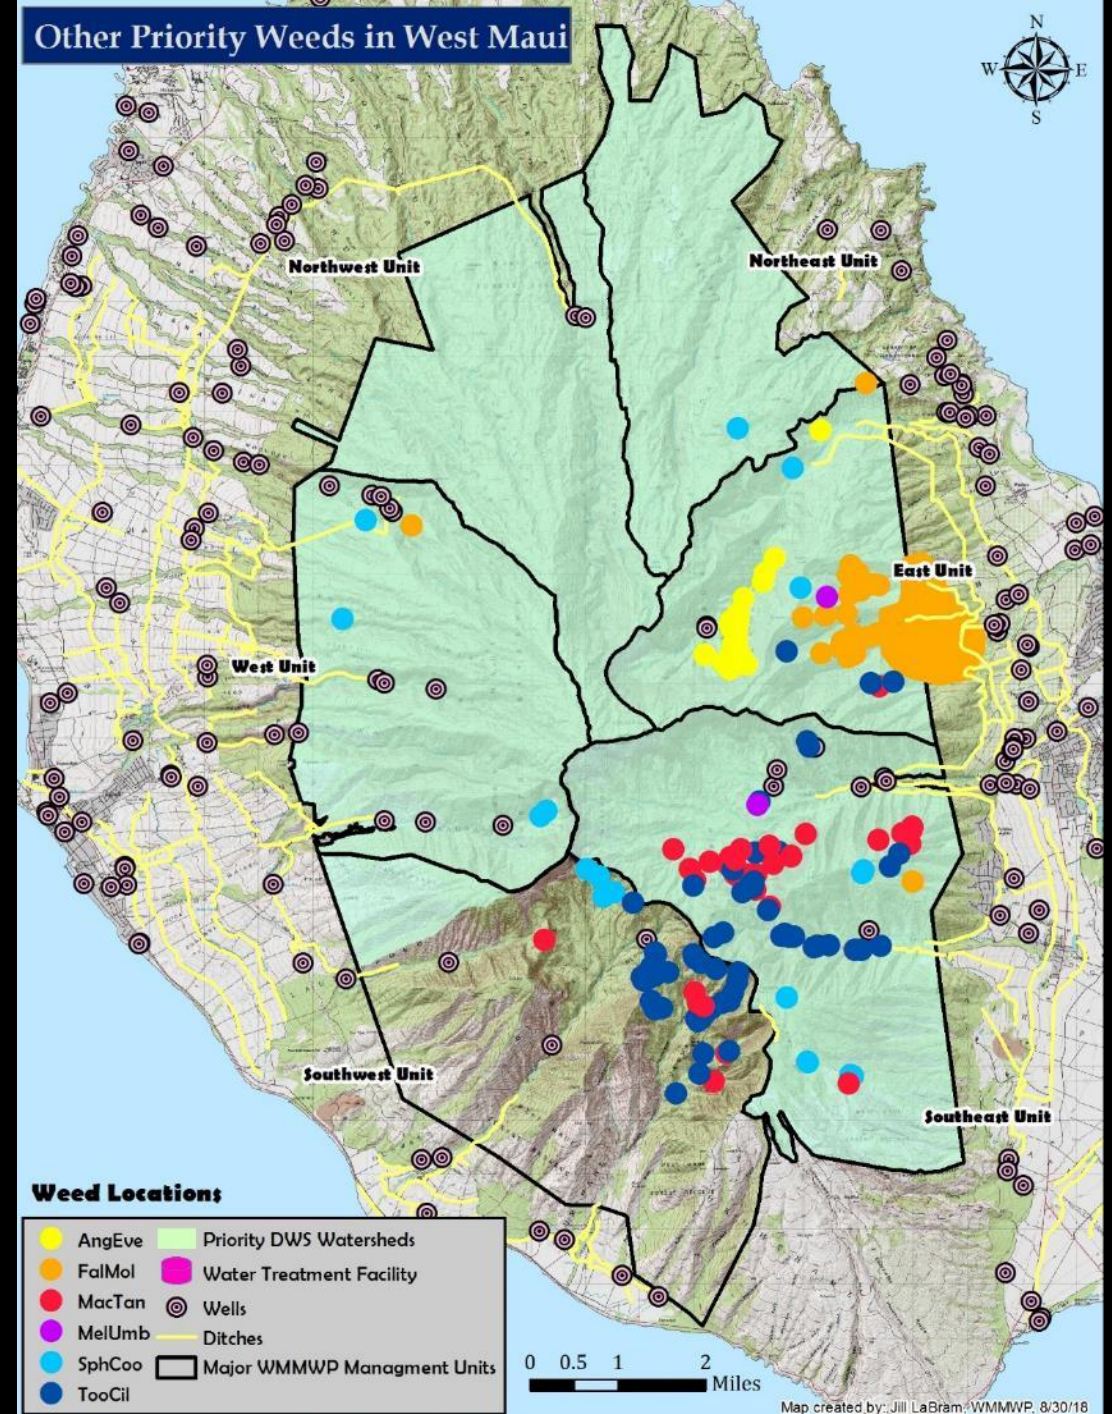 Other Priority Weeds in West Maui
N
W E
S
Northwest Unit
Northeast Unit
East Unit
West Unit
Southwest Unit
Southeast Unit
Weed Locations
AngEve
FalMol
MacTan
MelUmb
SphCoo
TooCil
Priority DWS Watersheds
Water Treatment Facility
Wells
Ditches
Major WMMWP Managment Units
0 0.5 1 2
Miles
Map created by: Jill LaBram, WMMWP, 8/30/18